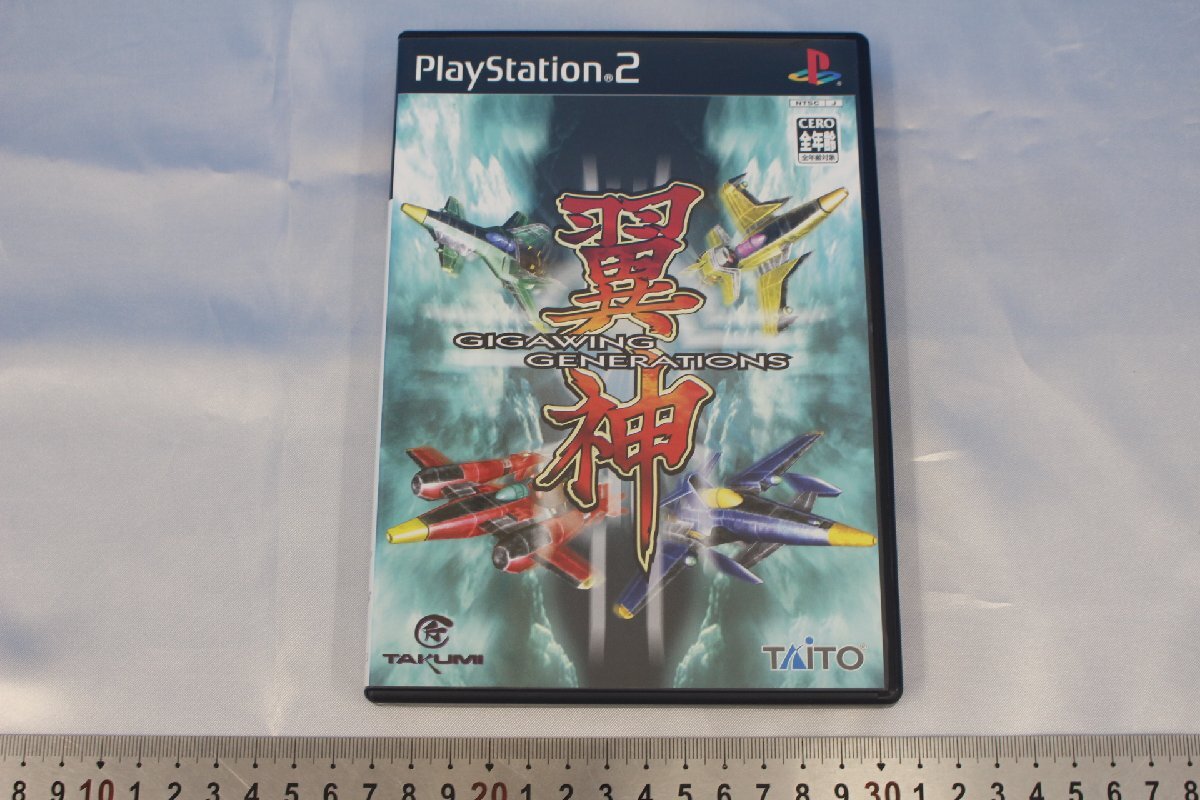 PlayStation®2
NTSC J
CERO
全年齢
全年齢対象
翼神
GIGAWING
GENERATIONS
TAKUMI
TAITO®
8 9 10 1 2 3 4 5 6 7 8 9 20 1 2 3 4 5 6 7 8 9 30 1 2 3 4 5 6 7 8